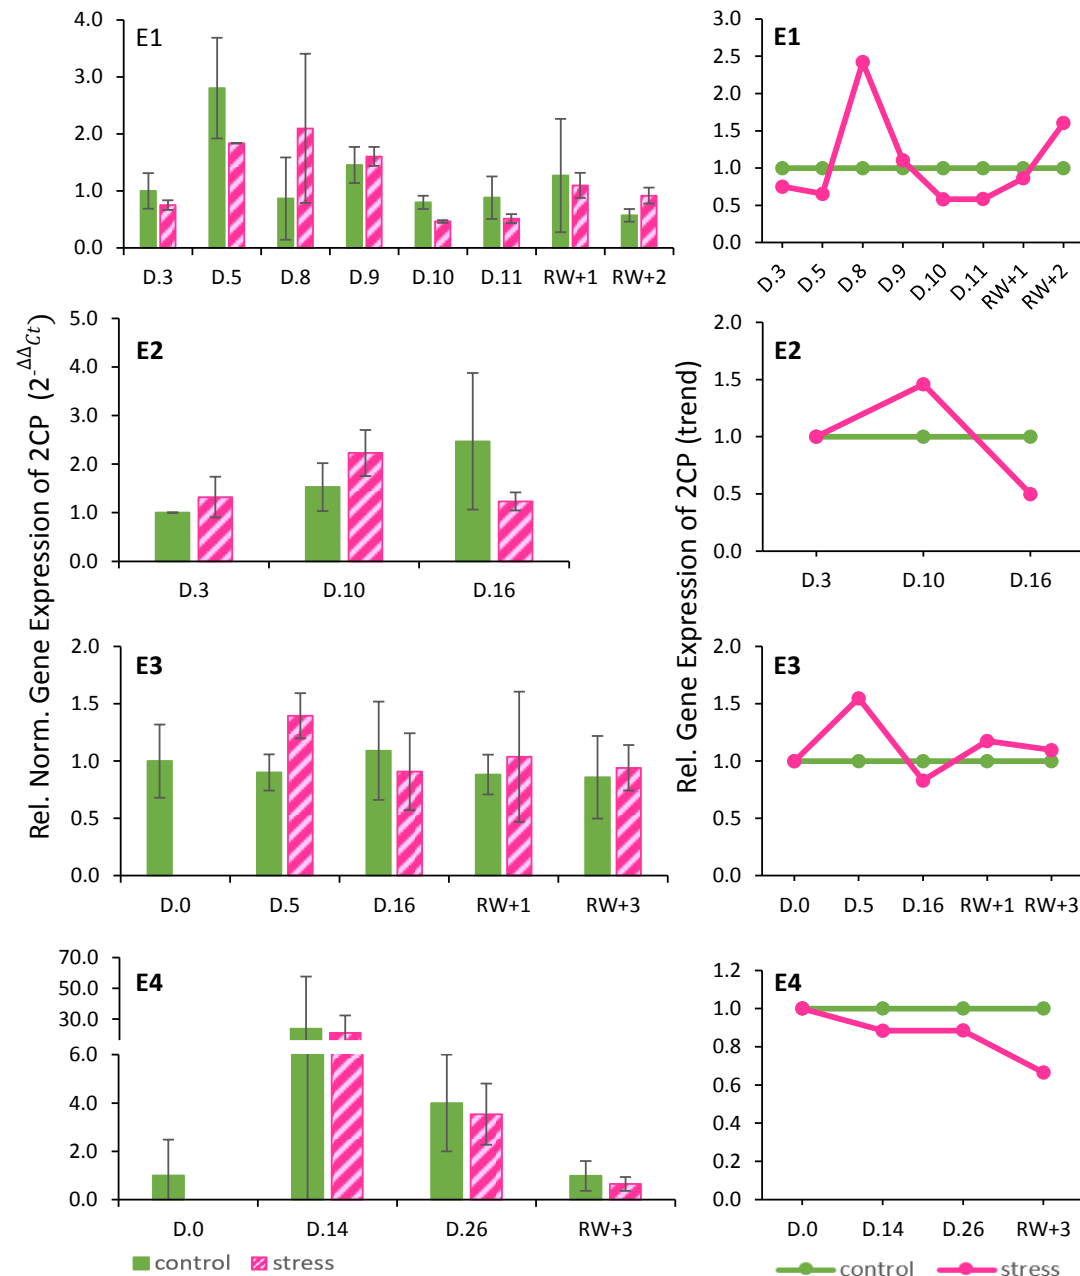 Rel. Norm. Gene Expression of 2CP (2^-ΔΔCt)
E1
4.0
3.0
2.0
1.0
0.0
D.3 D.5 D.8 D.9 D.10 D.11 RW+1 RW+2
E2
5.0
4.0
3.0
2.0
1.0
0.0
D.3 D.10 D.16
E3
2.0
1.5
1.0
0.5
0.0
D.0 D.5 D.16 RW+1 RW+3
E4
70.0
50.0
30.0
6.0
4.0
2.0
0.0
D.0 D.14 D.26 RW+3
control stress
Rel. Gene Expression of 2CP (trend)
E1
3.0
2.5
2.0
1.5
1.0
0.5
0.0
D.3 D.5 D.8 D.9 D.10 D.11 RW+1 RW+2
E2
2.0
1.5
1.0
0.5
0.0
D.3 D.10 D.16
E3
2.0
1.5
1.0
0.5
0.0
D.0 D.5 D.16 RW+1 RW+3
E4
1.2
1.0
0.8
0.6
0.4
0.2
0.0
D.0 D.14 D.26 RW+3
control stress